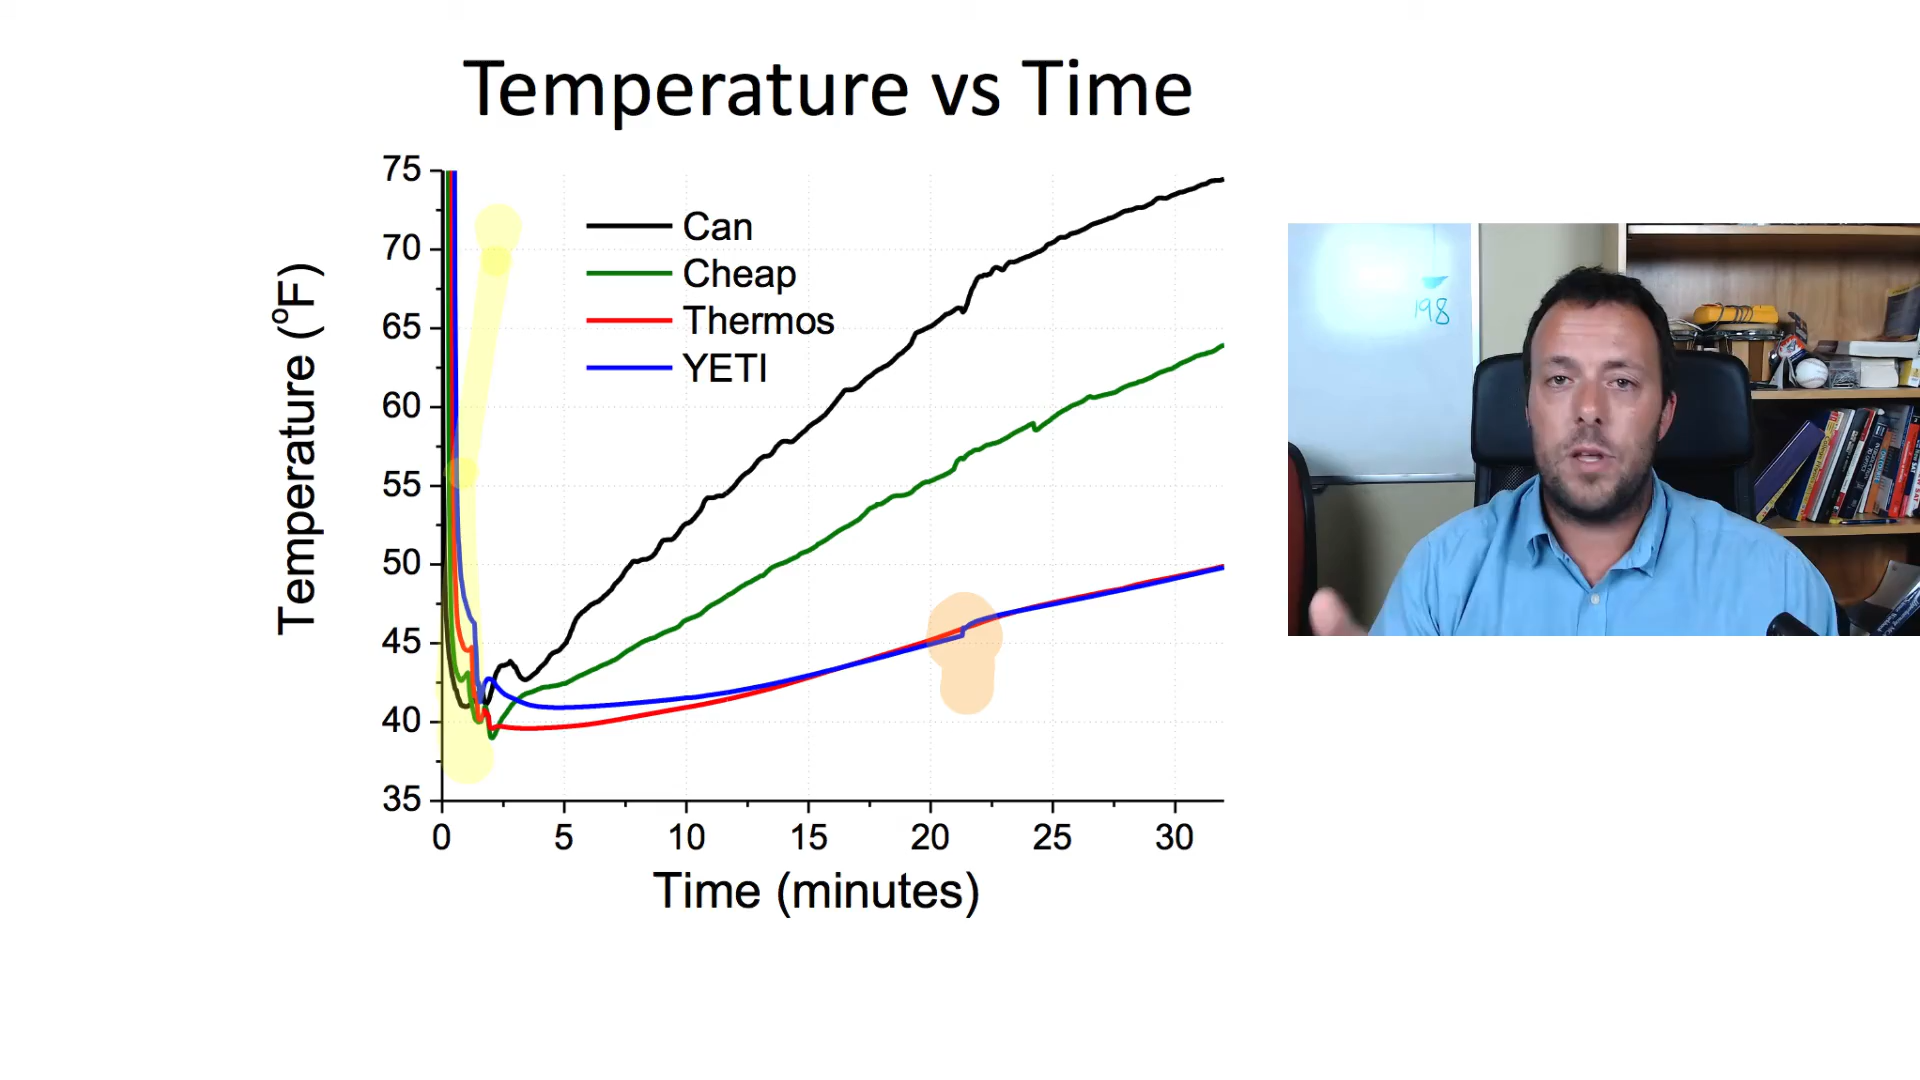 Temperature vs Time
75
70
65
60
55
50
45
40
35
Temperature (°F)
Can
Cheap
Thermos
YETI
0 5 10 15 20 25 30
Time (minutes)
198